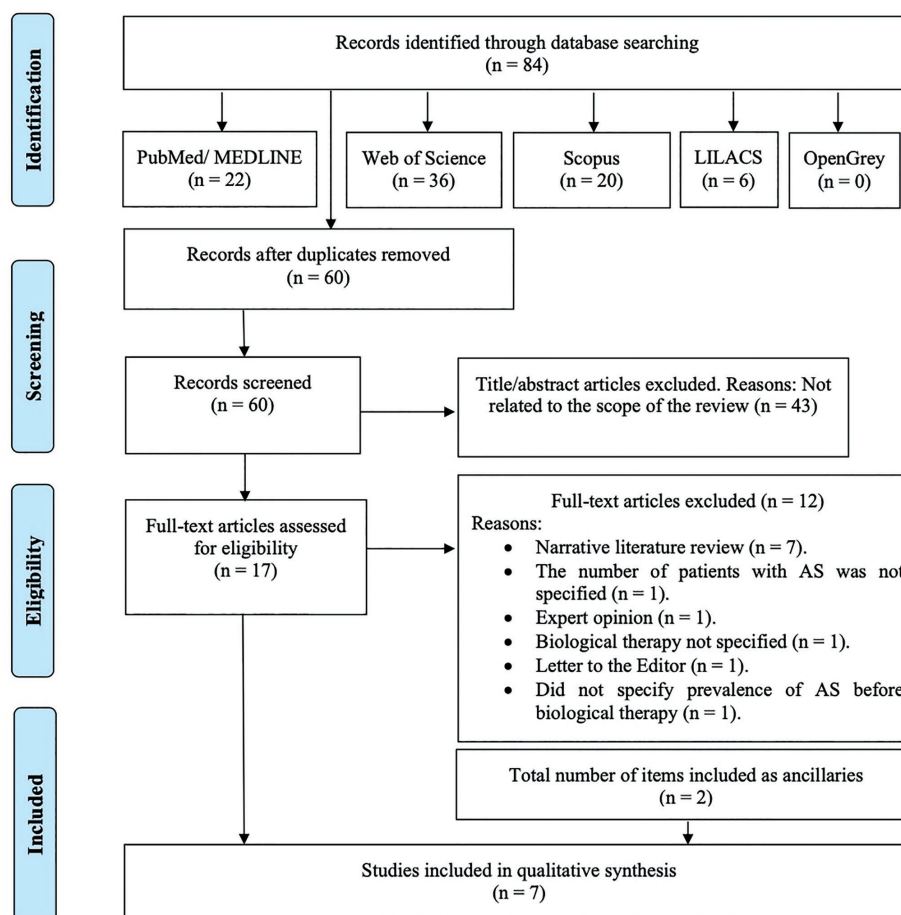 Identification
Records identified through database searching
(n = 84)
PubMed/ MEDLINE
(n = 22)
Web of Science
(n = 36)
Scopus
(n = 20)
LILACS
(n = 6)
OpenGrey
(n = 0)
Screening
Records after duplicates removed
(n = 60)
Records screened
(n = 60)
Title/abstract articles excluded. Reasons: Not
related to the scope of the review (n = 43)
Eligibility
Full-text articles assessed
for eligibility
(n = 17)
Full-text articles excluded (n = 12)
Reasons:
• Narrative literature review (n = 7).
• The number of patients with AS was not
specified (n = 1).
• Expert opinion (n = 1).
• Biological therapy not specified (n = 1).
• Letter to the Editor (n = 1).
• Did not specify prevalence of AS before
biological therapy (n = 1).
Included
Total number of items included as ancillaries
(n = 2)
Studies included in qualitative synthesis
(n = 7)